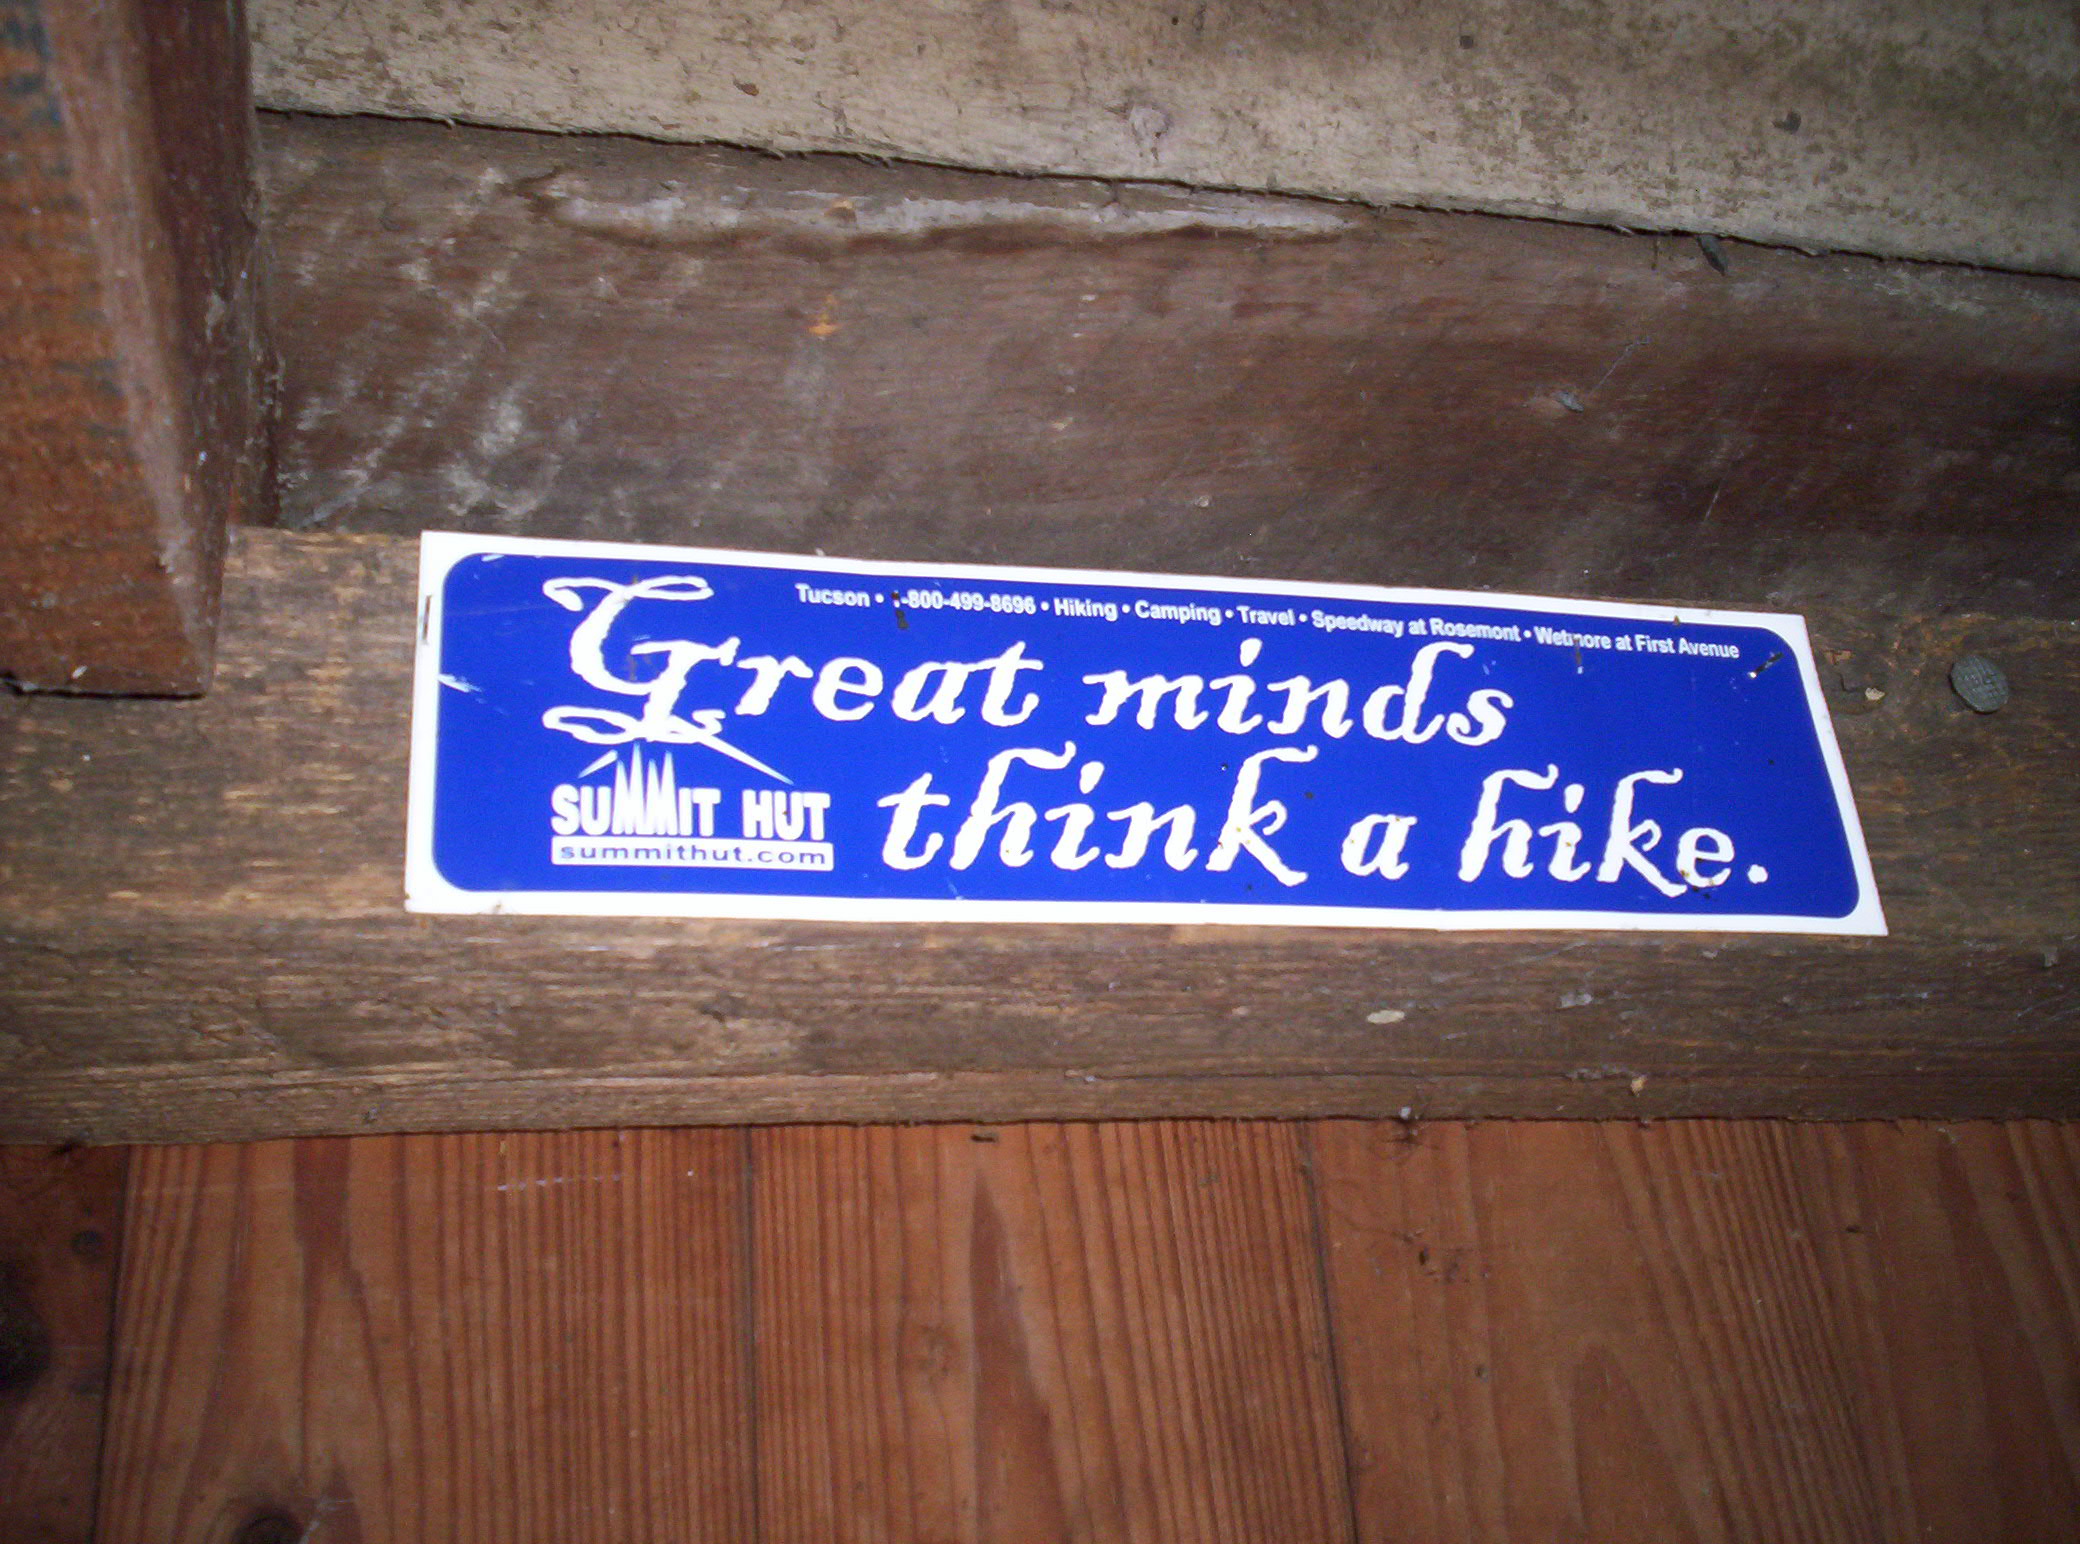 Tucson • 1-800-499-8696 • Hiking • Camping • Travel • Speedway at Rosemont • Wetmore at First Avenue
Great minds
think a hike.
SUMMIT HUT
summithut.com